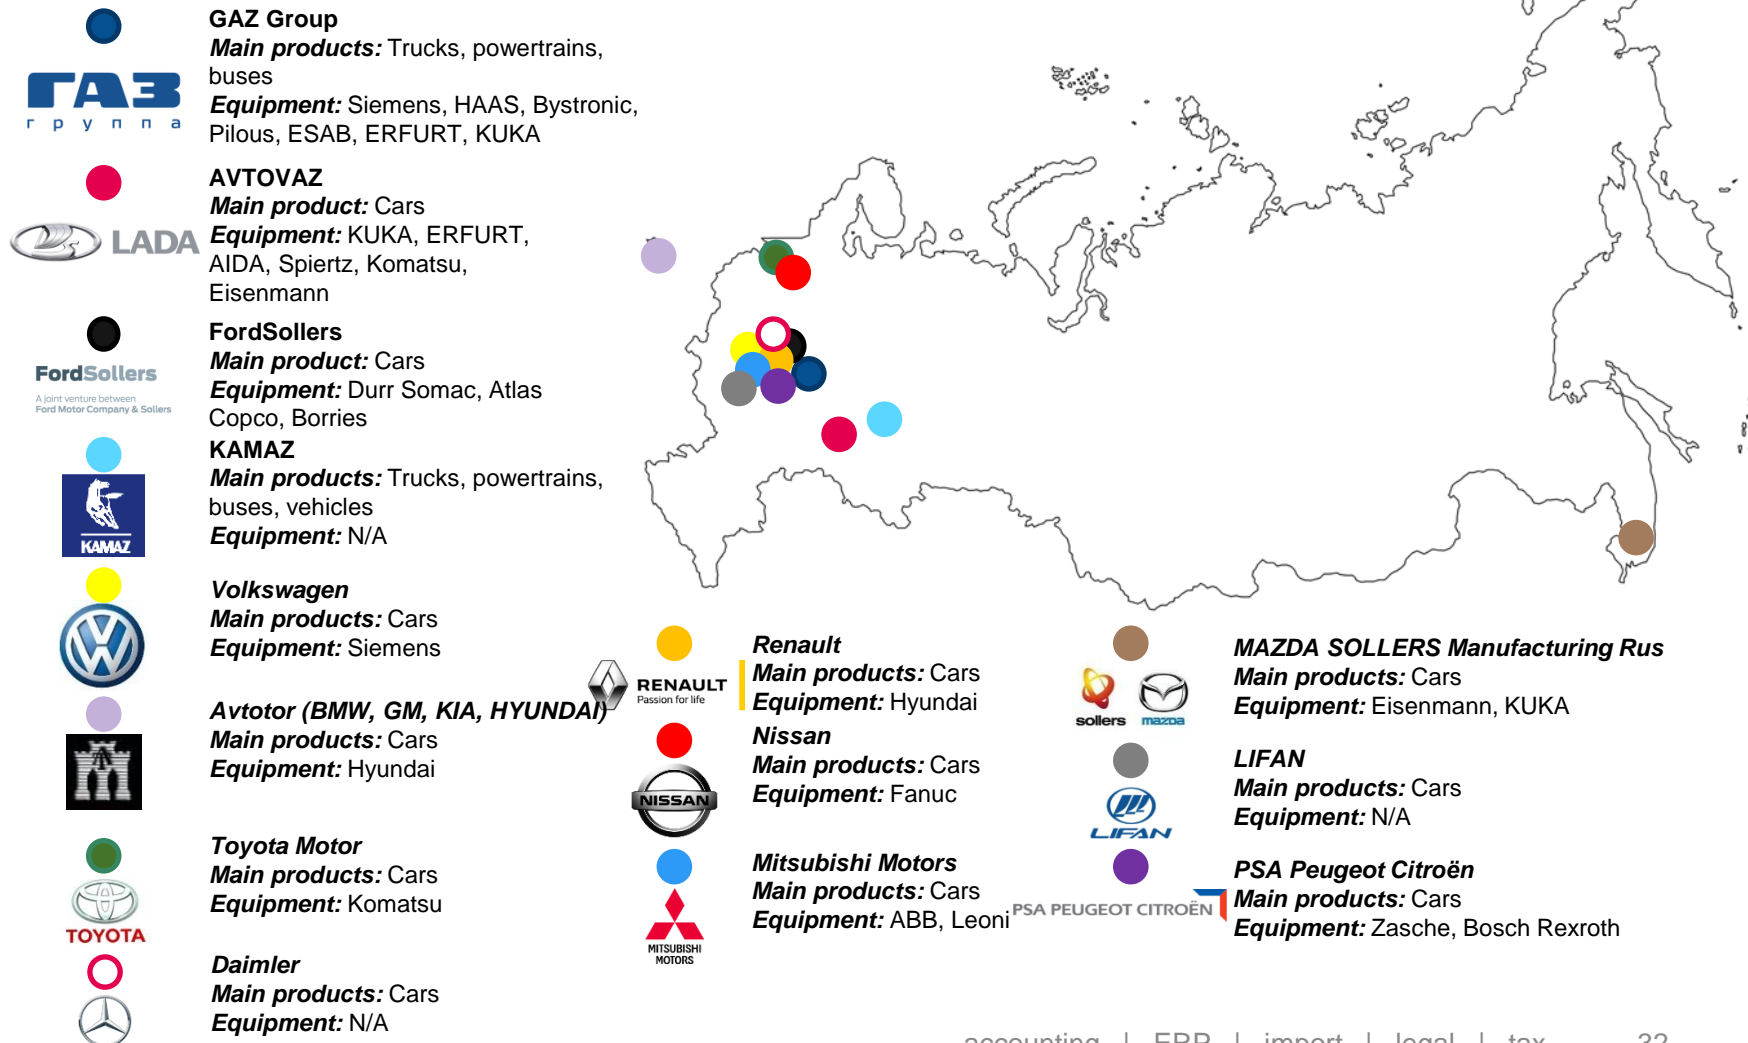 GAZ Group
Main products: Trucks, powertrains,
buses
Equipment: Siemens, HAAS, Bystronic,
Pilous, ESAB, ERFURT, KUKA
ГАЗ
группа
AVTOVAZ
Main product: Cars
Equipment: KUKA, ERFURT,
AIDA, Spiertz, Komatsu,
Eisenmann
LADA
FordSollers
Main product: Cars
Equipment: Durr Somac, Atlas
Copco, Borries
FordSollers
A joint venture between
Ford Motor Company & Sollers
KAMAZ
Main products: Trucks, powertrains,
buses, vehicles
Equipment: N/A
KAMAZ
Volkswagen
Main products: Cars
Equipment: Siemens
Avtotor (BMW, GM, KIA, HYUNDAI)
Main products: Cars
Equipment: Hyundai
Toyota Motor
Main products: Cars
Equipment: Komatsu
TOYOTA
Daimler
Main products: Cars
Equipment: N/A
Renault
Main products: Cars
Equipment: Hyundai
RENAULT
Passion for life
Nissan
Main products: Cars
Equipment: Fanuc
NISSAN
Mitsubishi Motors
Main products: Cars
Equipment: ABB, Leoni
MITSUBISHI
MOTORS
MAZDA SOLLERS Manufacturing Rus
Main products: Cars
Equipment: Eisenmann, KUKA
sollers mazda
LIFAN
Main products: Cars
Equipment: N/A
LIFAN
PSA Peugeot Citroën
Main products: Cars
Equipment: Zasche, Bosch Rexroth
PSA PEUGEOT CITROËN
accounting | ERP | import | legal | tax 32